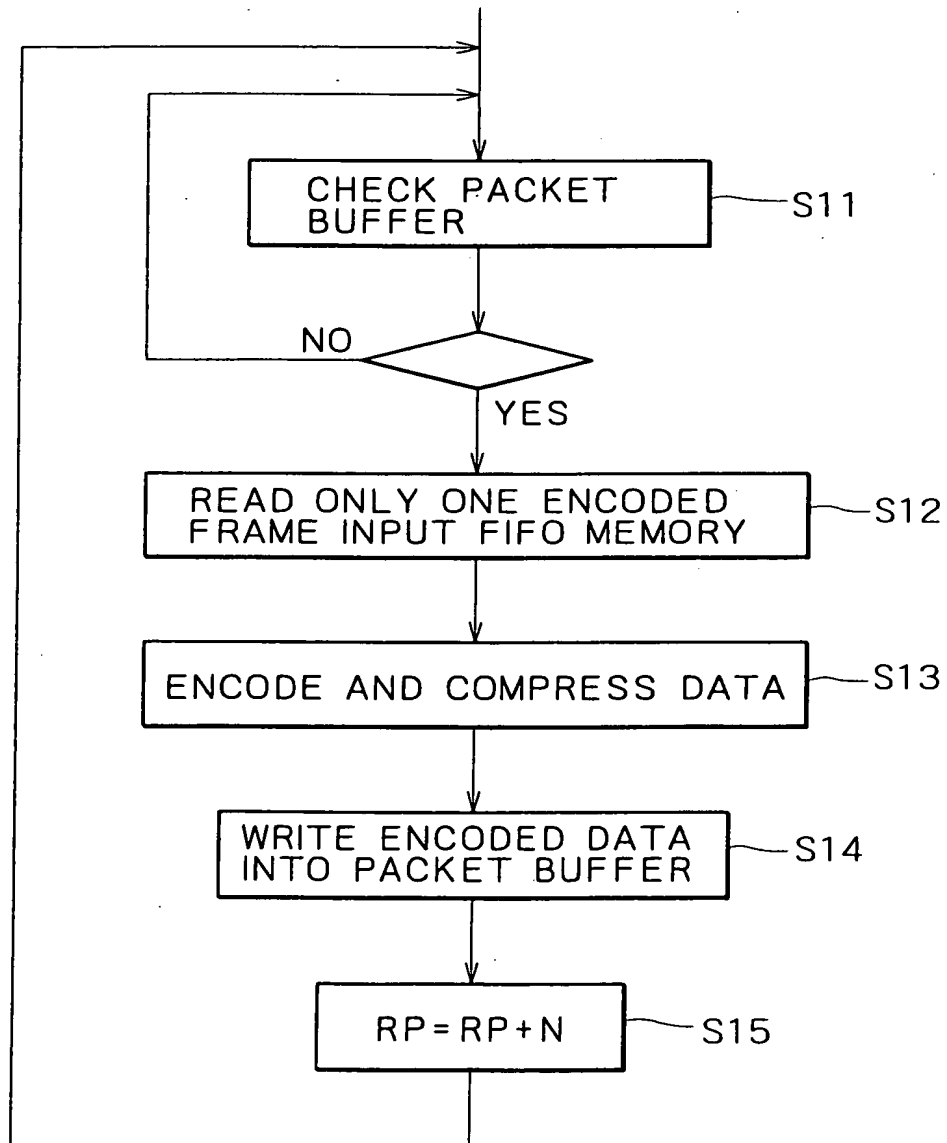 CHECK PACKET
BUFFER
S11
NO
YES
READ ONLY ONE ENCODED
FRAME INPUT FIFO MEMORY
S12
ENCODE AND COMPRESS DATA
S13
WRITE ENCODED DATA
INTO PACKET BUFFER
S14
RP=RP+N
S15